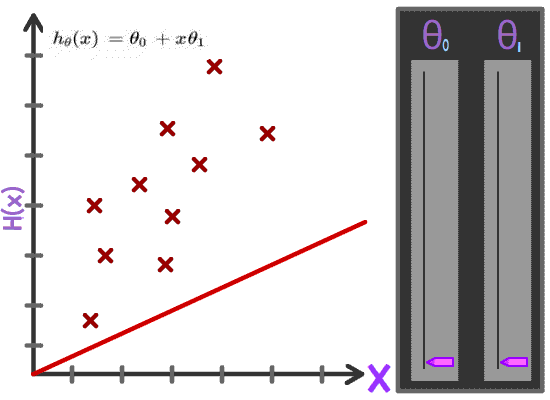 hθ(x) = θ₀ + xθ₁
H(x)
X
θ₀ θ₁